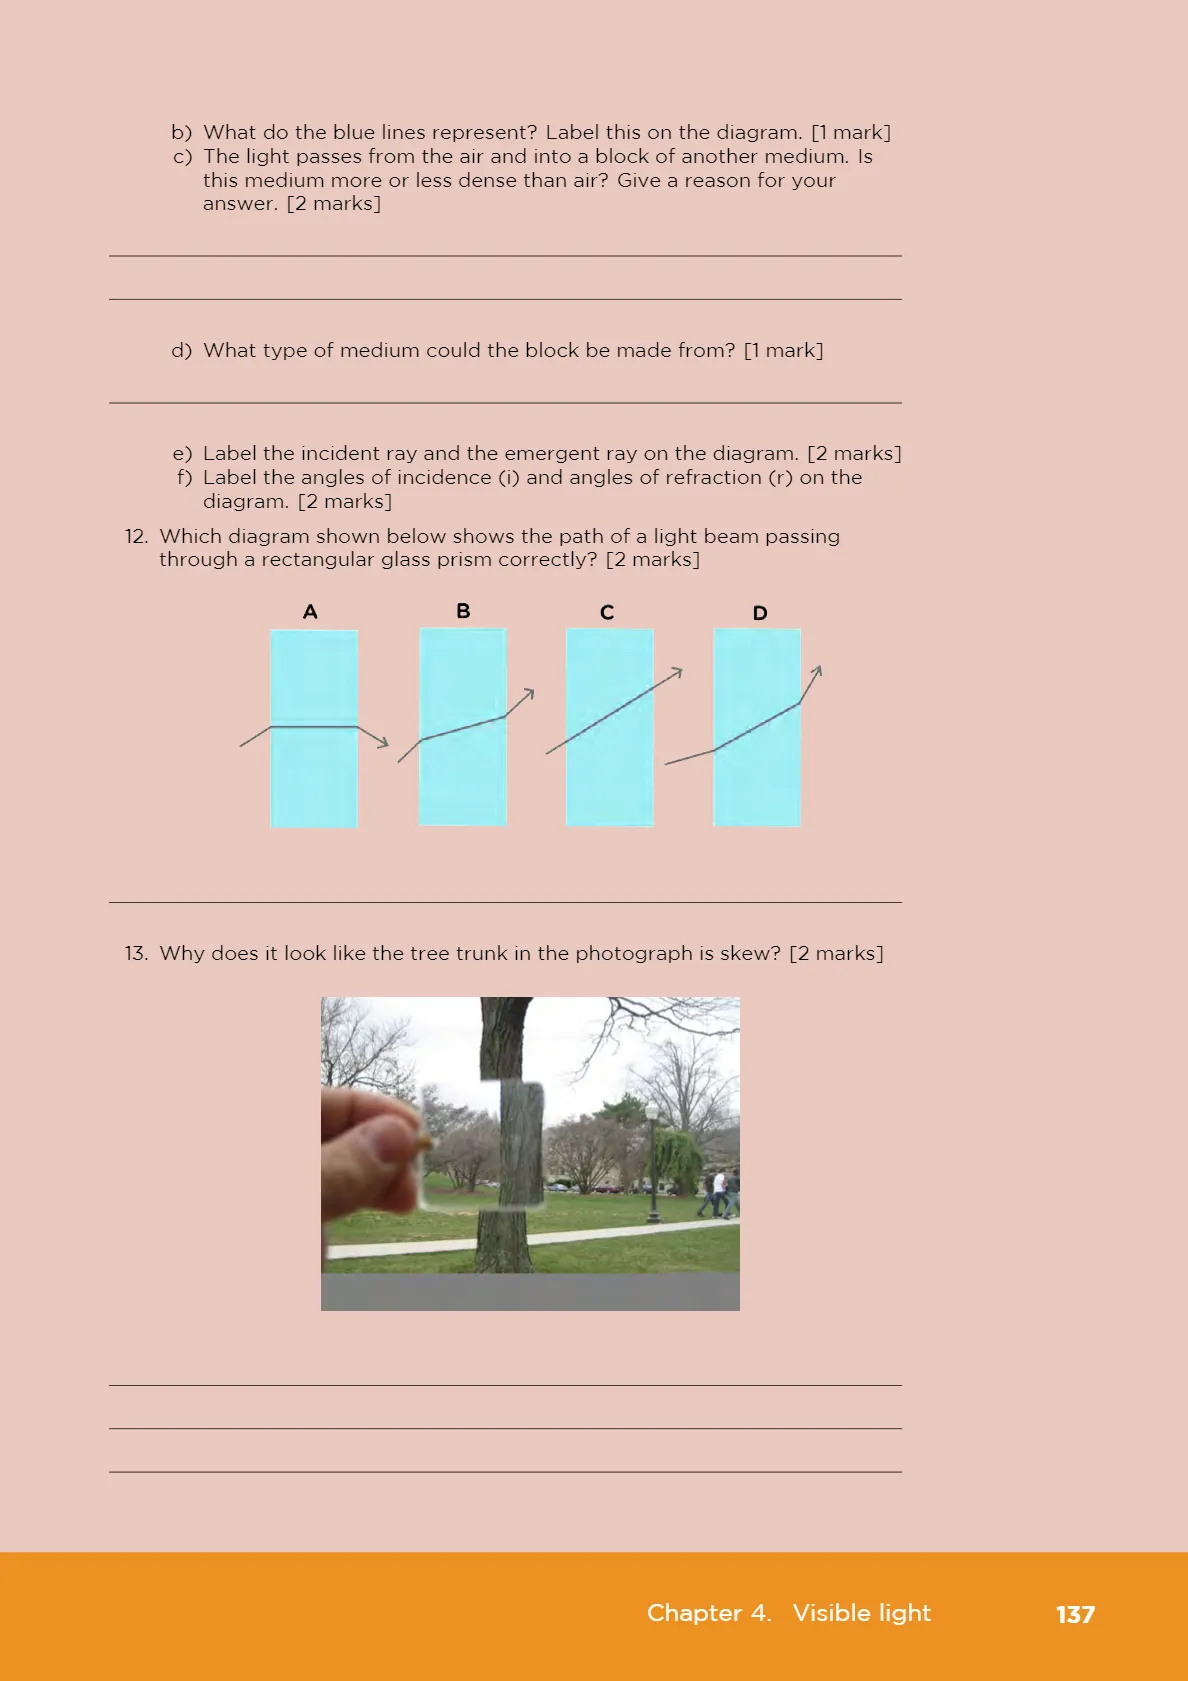 b) What do the blue lines represent? Label this on the diagram. [1 mark]
c) The light passes from the air and into a block of another medium. Is
this medium more or less dense than air? Give a reason for your
answer. [2 marks]
d) What type of medium could the block be made from? [1 mark]
e) Label the incident ray and the emergent ray on the diagram. [2 marks]
f) Label the angles of incidence (i) and angles of refraction (r) on the
diagram. [2 marks]
12. Which diagram shown below shows the path of a light beam passing
through a rectangular glass prism correctly? [2 marks]
A B C D
13. Why does it look like the tree trunk in the photograph is skew? [2 marks]
Chapter 4. Visible light 137